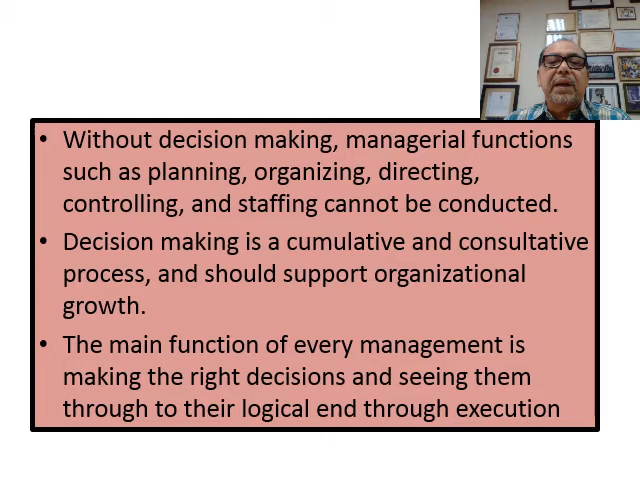 • Without decision making, managerial functions
such as planning, organizing, directing,
controlling, and staffing cannot be conducted.
• Decision making is a cumulative and consultative
process, and should support organizational
growth.
• The main function of every management is
making the right decisions and seeing them
through to their logical end through execution